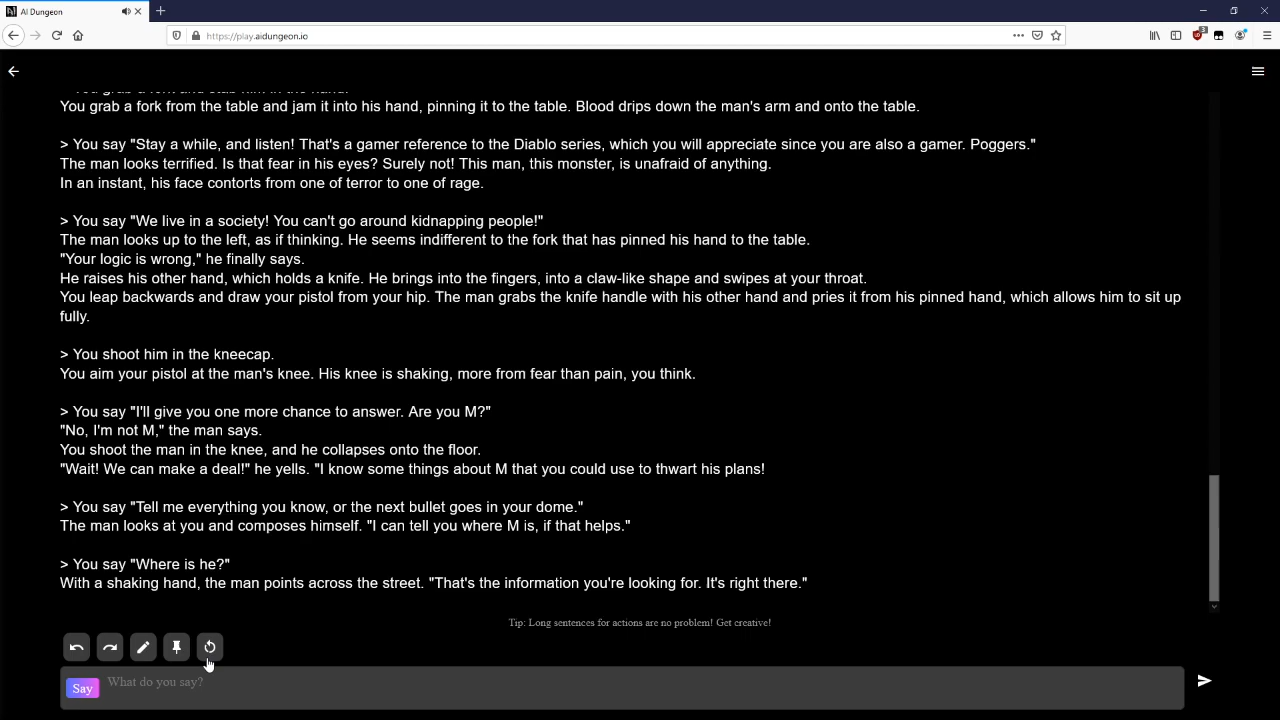 AI Dungeon
https://play.aidungeon.io
You grab a fork from the table and jam it into his hand, pinning it to the table. Blood drips down the man's arm and onto the table.
> You say "Stay a while, and listen! That's a gamer reference to the Diablo series, which you will appreciate since you are also a gamer. Poggers."
The man looks terrified. Is that fear in his eyes? Surely not! This man, this monster, is unafraid of anything.
In an instant, his face contorts from one of terror to one of rage.
> You say "We live in a society! You can't go around kidnapping people!"
The man looks up to the left, as if thinking. He seems indifferent to the fork that has pinned his hand to the table.
"Your logic is wrong," he finally says.
He raises his other hand, which holds a knife. He brings into the fingers, into a claw-like shape and swipes at your throat.
You leap backwards and draw your pistol from your hip. The man grabs the knife handle with his other hand and pries it from his pinned hand, which allows him to sit up
fully.
> You shoot him in the kneecap.
You aim your pistol at the man's knee. His knee is shaking, more from fear than pain, you think.
> You say "I'll give you one more chance to answer. Are you M?"
"No, I'm not M," the man says.
You shoot the man in the knee, and he collapses onto the floor.
"Wait! We can make a deal!" he yells. "I know some things about M that you could use to thwart his plans!
> You say "Tell me everything you know, or the next bullet goes in your dome."
The man looks at you and composes himself. "I can tell you where M is, if that helps."
> You say "Where is he?"
With a shaking hand, the man points across the street. "That's the information you're looking for. It's right there."
Tip: Long sentences for actions are no problem! Get creative!
Say What do you say?